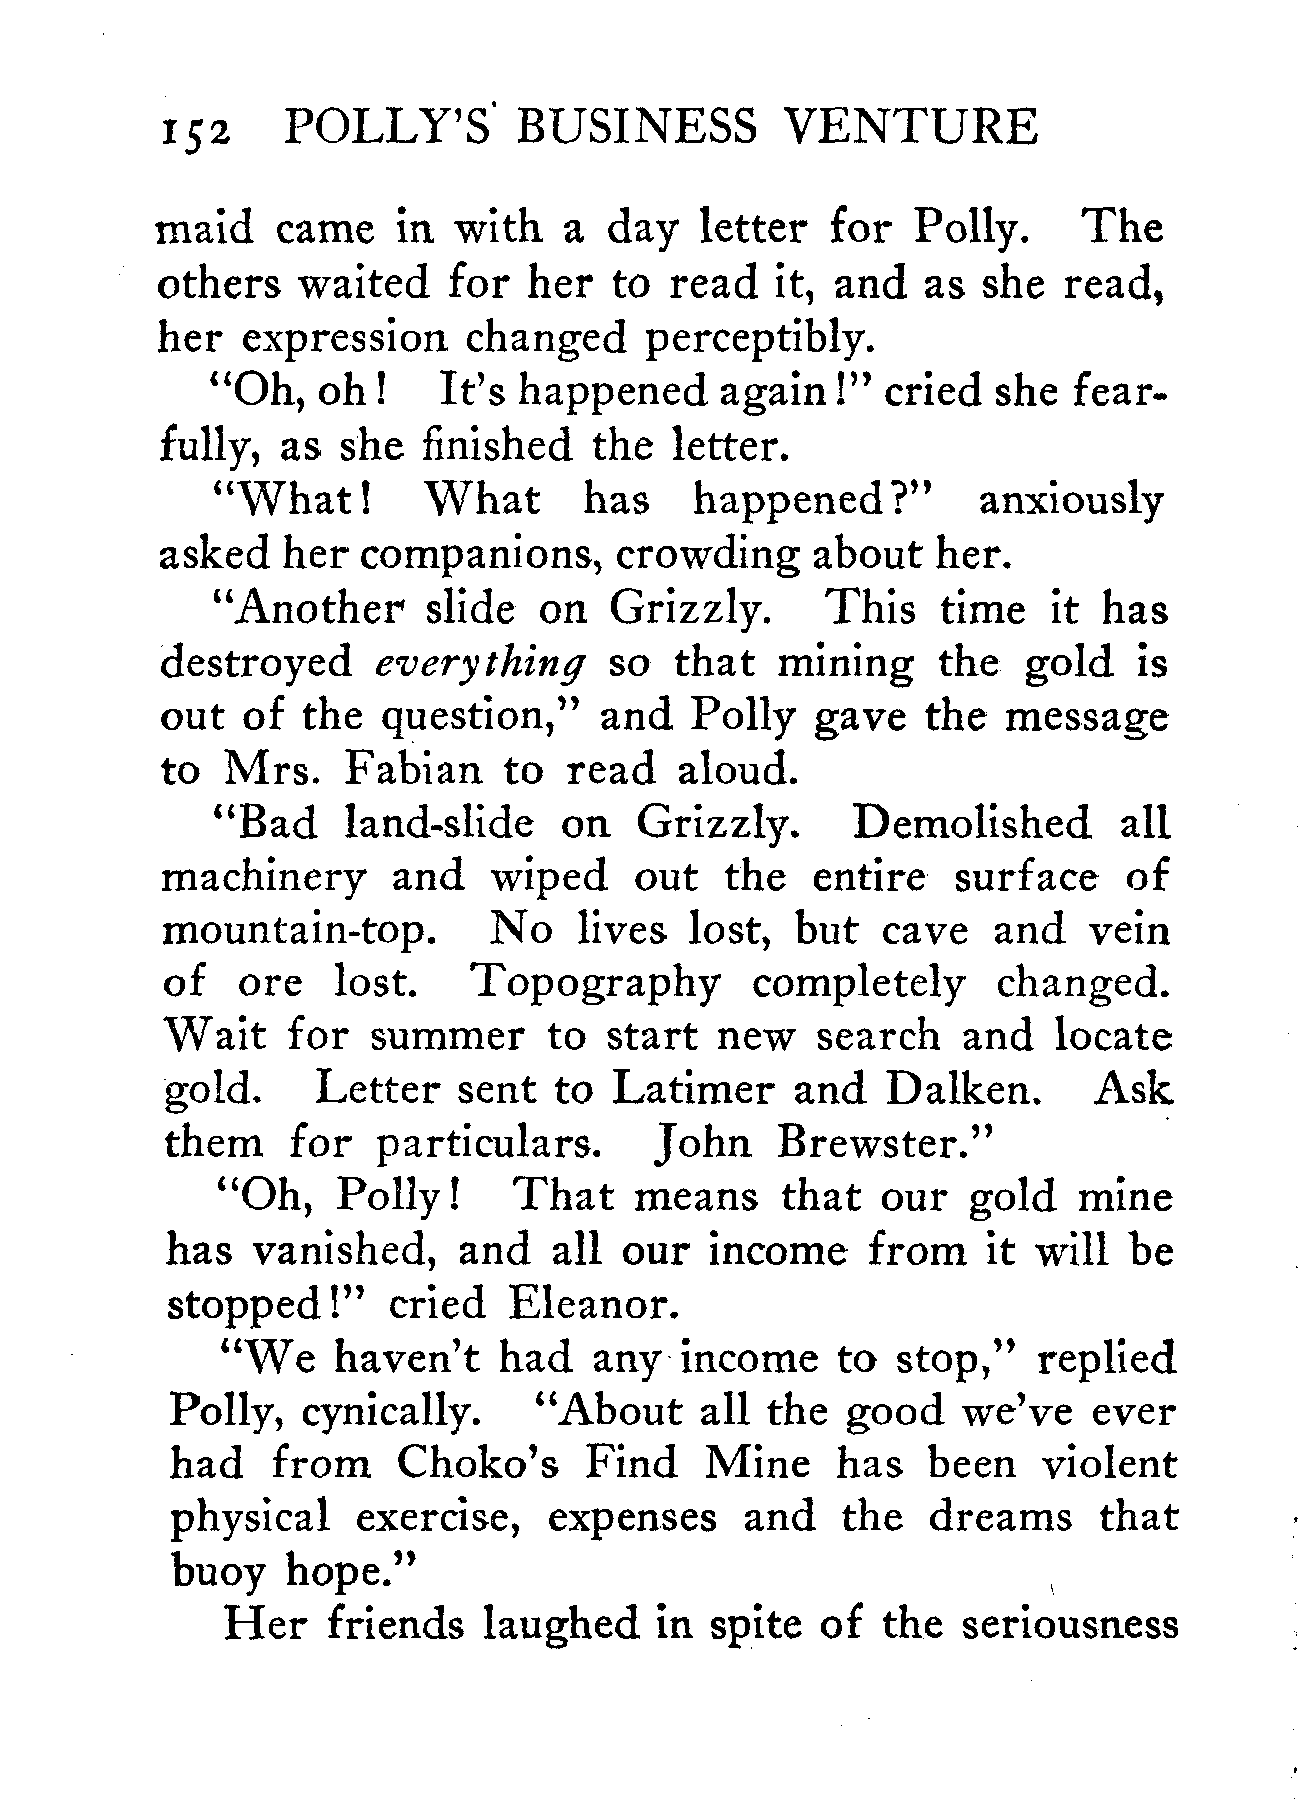 152 POLLY'S BUSINESS VENTURE
maid came in with a day letter for Polly. The
others waited for her to read it, and as she read,
her expression changed perceptibly.
"Oh, oh! It's happened again!" cried she fear-
fully, as she finished the letter.
"What! What has happened?" anxiously
asked her companions, crowding about her.
"Another slide on Grizzly. This time it has
destroyed everything so that mining the gold is
out of the question," and Polly gave the message
to Mrs. Fabian to read aloud.
"Bad land-slide on Grizzly. Demolished all
machinery and wiped out the entire surface of
mountain-top. No lives lost, but cave and vein
of ore lost. Topography completely changed.
Wait for summer to start new search and locate
gold. Letter sent to Latimer and Dalken. Ask
them for particulars. John Brewster."
"Oh, Polly! That means that our gold mine
has vanished, and all our income from it will be
stopped!" cried Eleanor.
"We haven't had any income to stop," replied
Polly, cynically. "About all the good we've ever
had from Choko's Find Mine has been violent
physical exercise, expenses and the dreams that
buoy hope."
Her friends laughed in spite of the seriousness